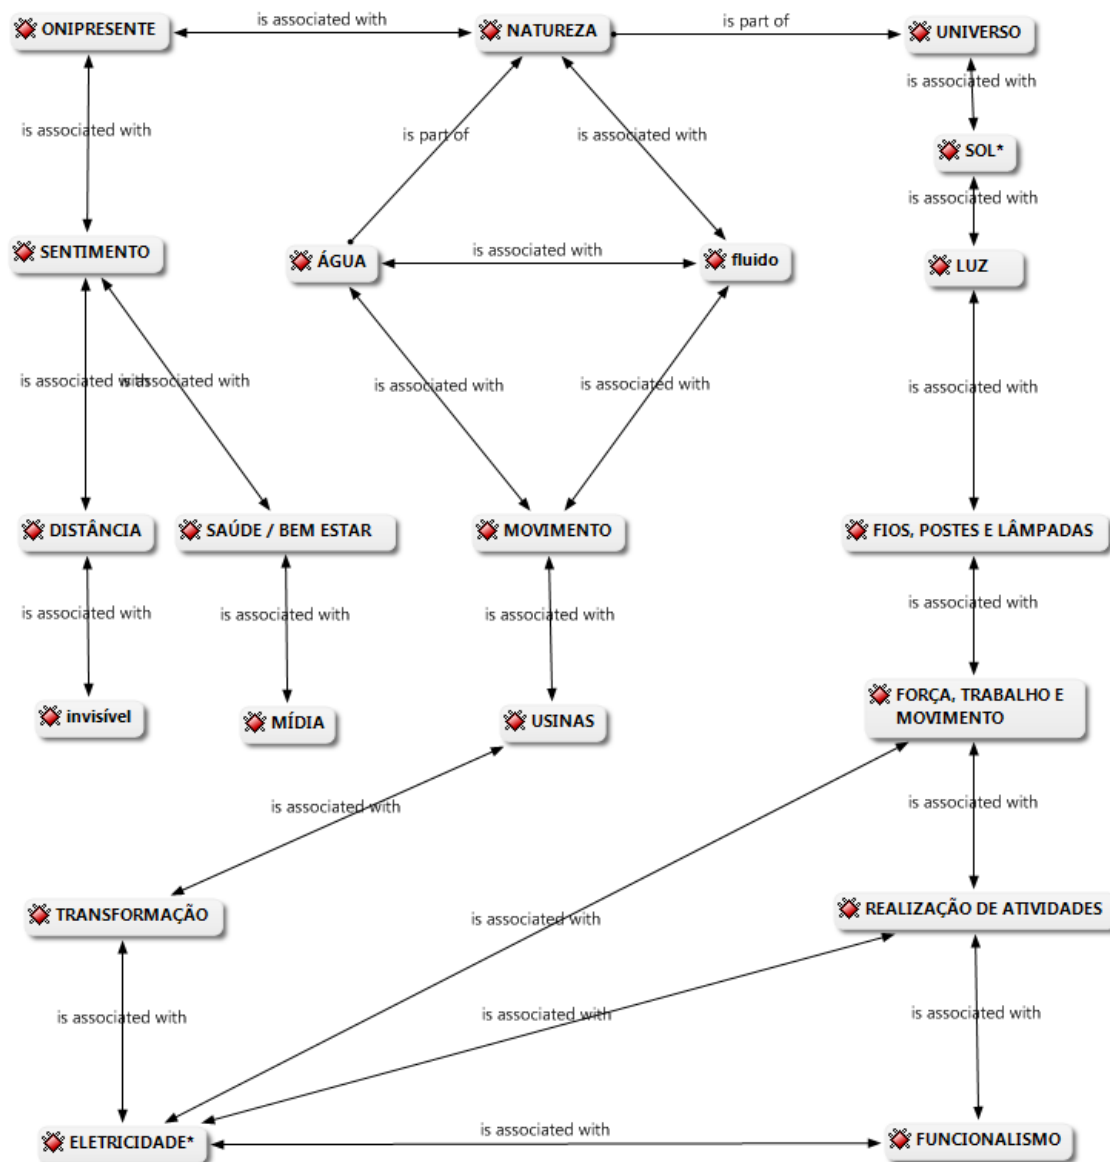 is associated with
ONIPRESENTE
NATUREZA
is part of
UNIVERSO
is associated with
is associated with
is part of
is associated with
SOL*
is associated with
SENTIMENTO
ÁGUA
is associated with
fluido
LUZ
is associated with
is associated with
is associated with
is associated with
is associated with
DISTÂNCIA
SAÚDE / BEM ESTAR
MOVIMENTO
FIOS, POSTES E LÂMPADAS
is associated with
is associated with
is associated with
is associated with
invisível
MÍDIA
USINAS
FORÇA, TRABALHO E
MOVIMENTO
is associated with
is associated with
TRANSFORMAÇÃO
is associated with
REALIZAÇÃO DE ATIVIDADES
is associated with
is associated with
is associated with
ELETRICIDADE*
is associated with
FUNCIONALISMO